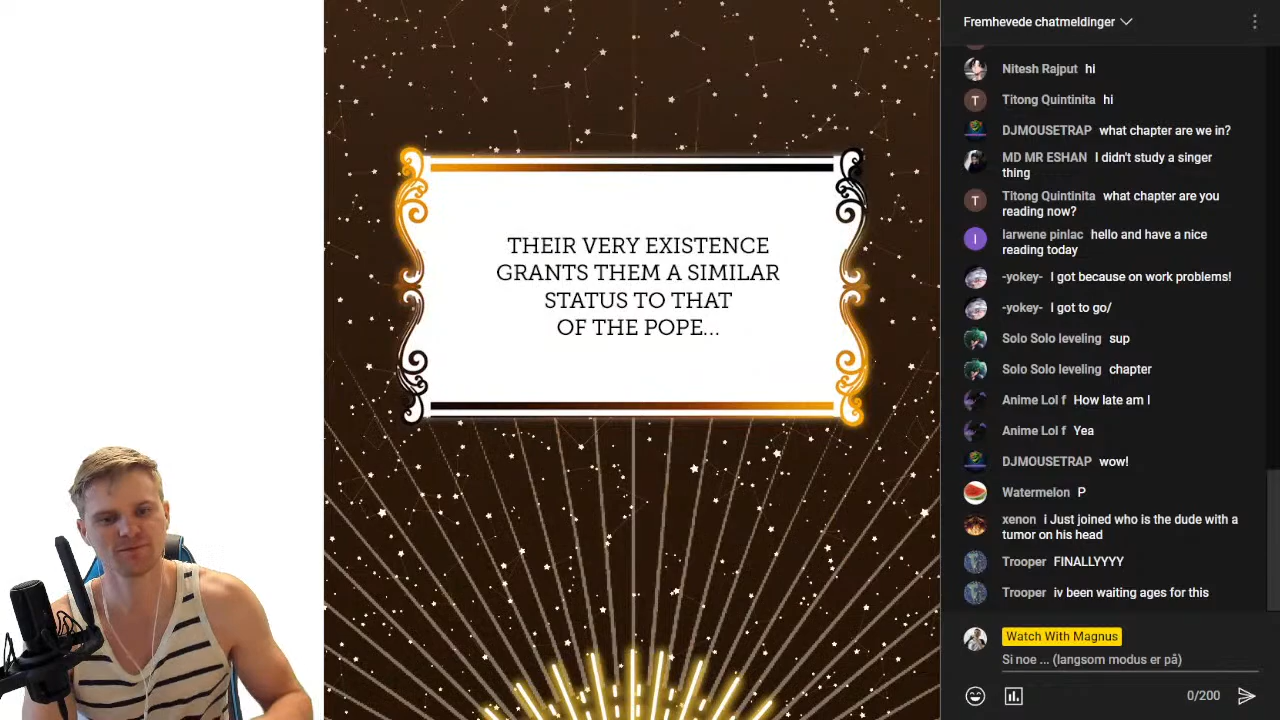 THEIR VERY EXISTENCE
GRANTS THEM A SIMILAR
STATUS TO THAT
OF THE POPE...
Fremhevede chatmeldinger
Nitesh Rajput hi
T Titong Quintinita hi
DJMOUSETRAP what chapter are we in?
MD MR ESHAN I didn't study a singer
thing
T Titong Quintinita what chapter are you
reading now?
I larwene pinlac hello and have a nice
reading today
-yokey- I got because on work problems!
-yokey- I got to go/
Solo Solo leveling sup
Solo Solo leveling chapter
Anime Lol f How late am I
Anime Lol f Yea
DJMOUSETRAP wow!
Watermelon P
xenon i Just joined who is the dude with a
tumor on his head
Trooper FINALLYYYY
Trooper iv been waiting ages for this
Watch With Magnus
Si noe ... (langsom modus er på)
0/200